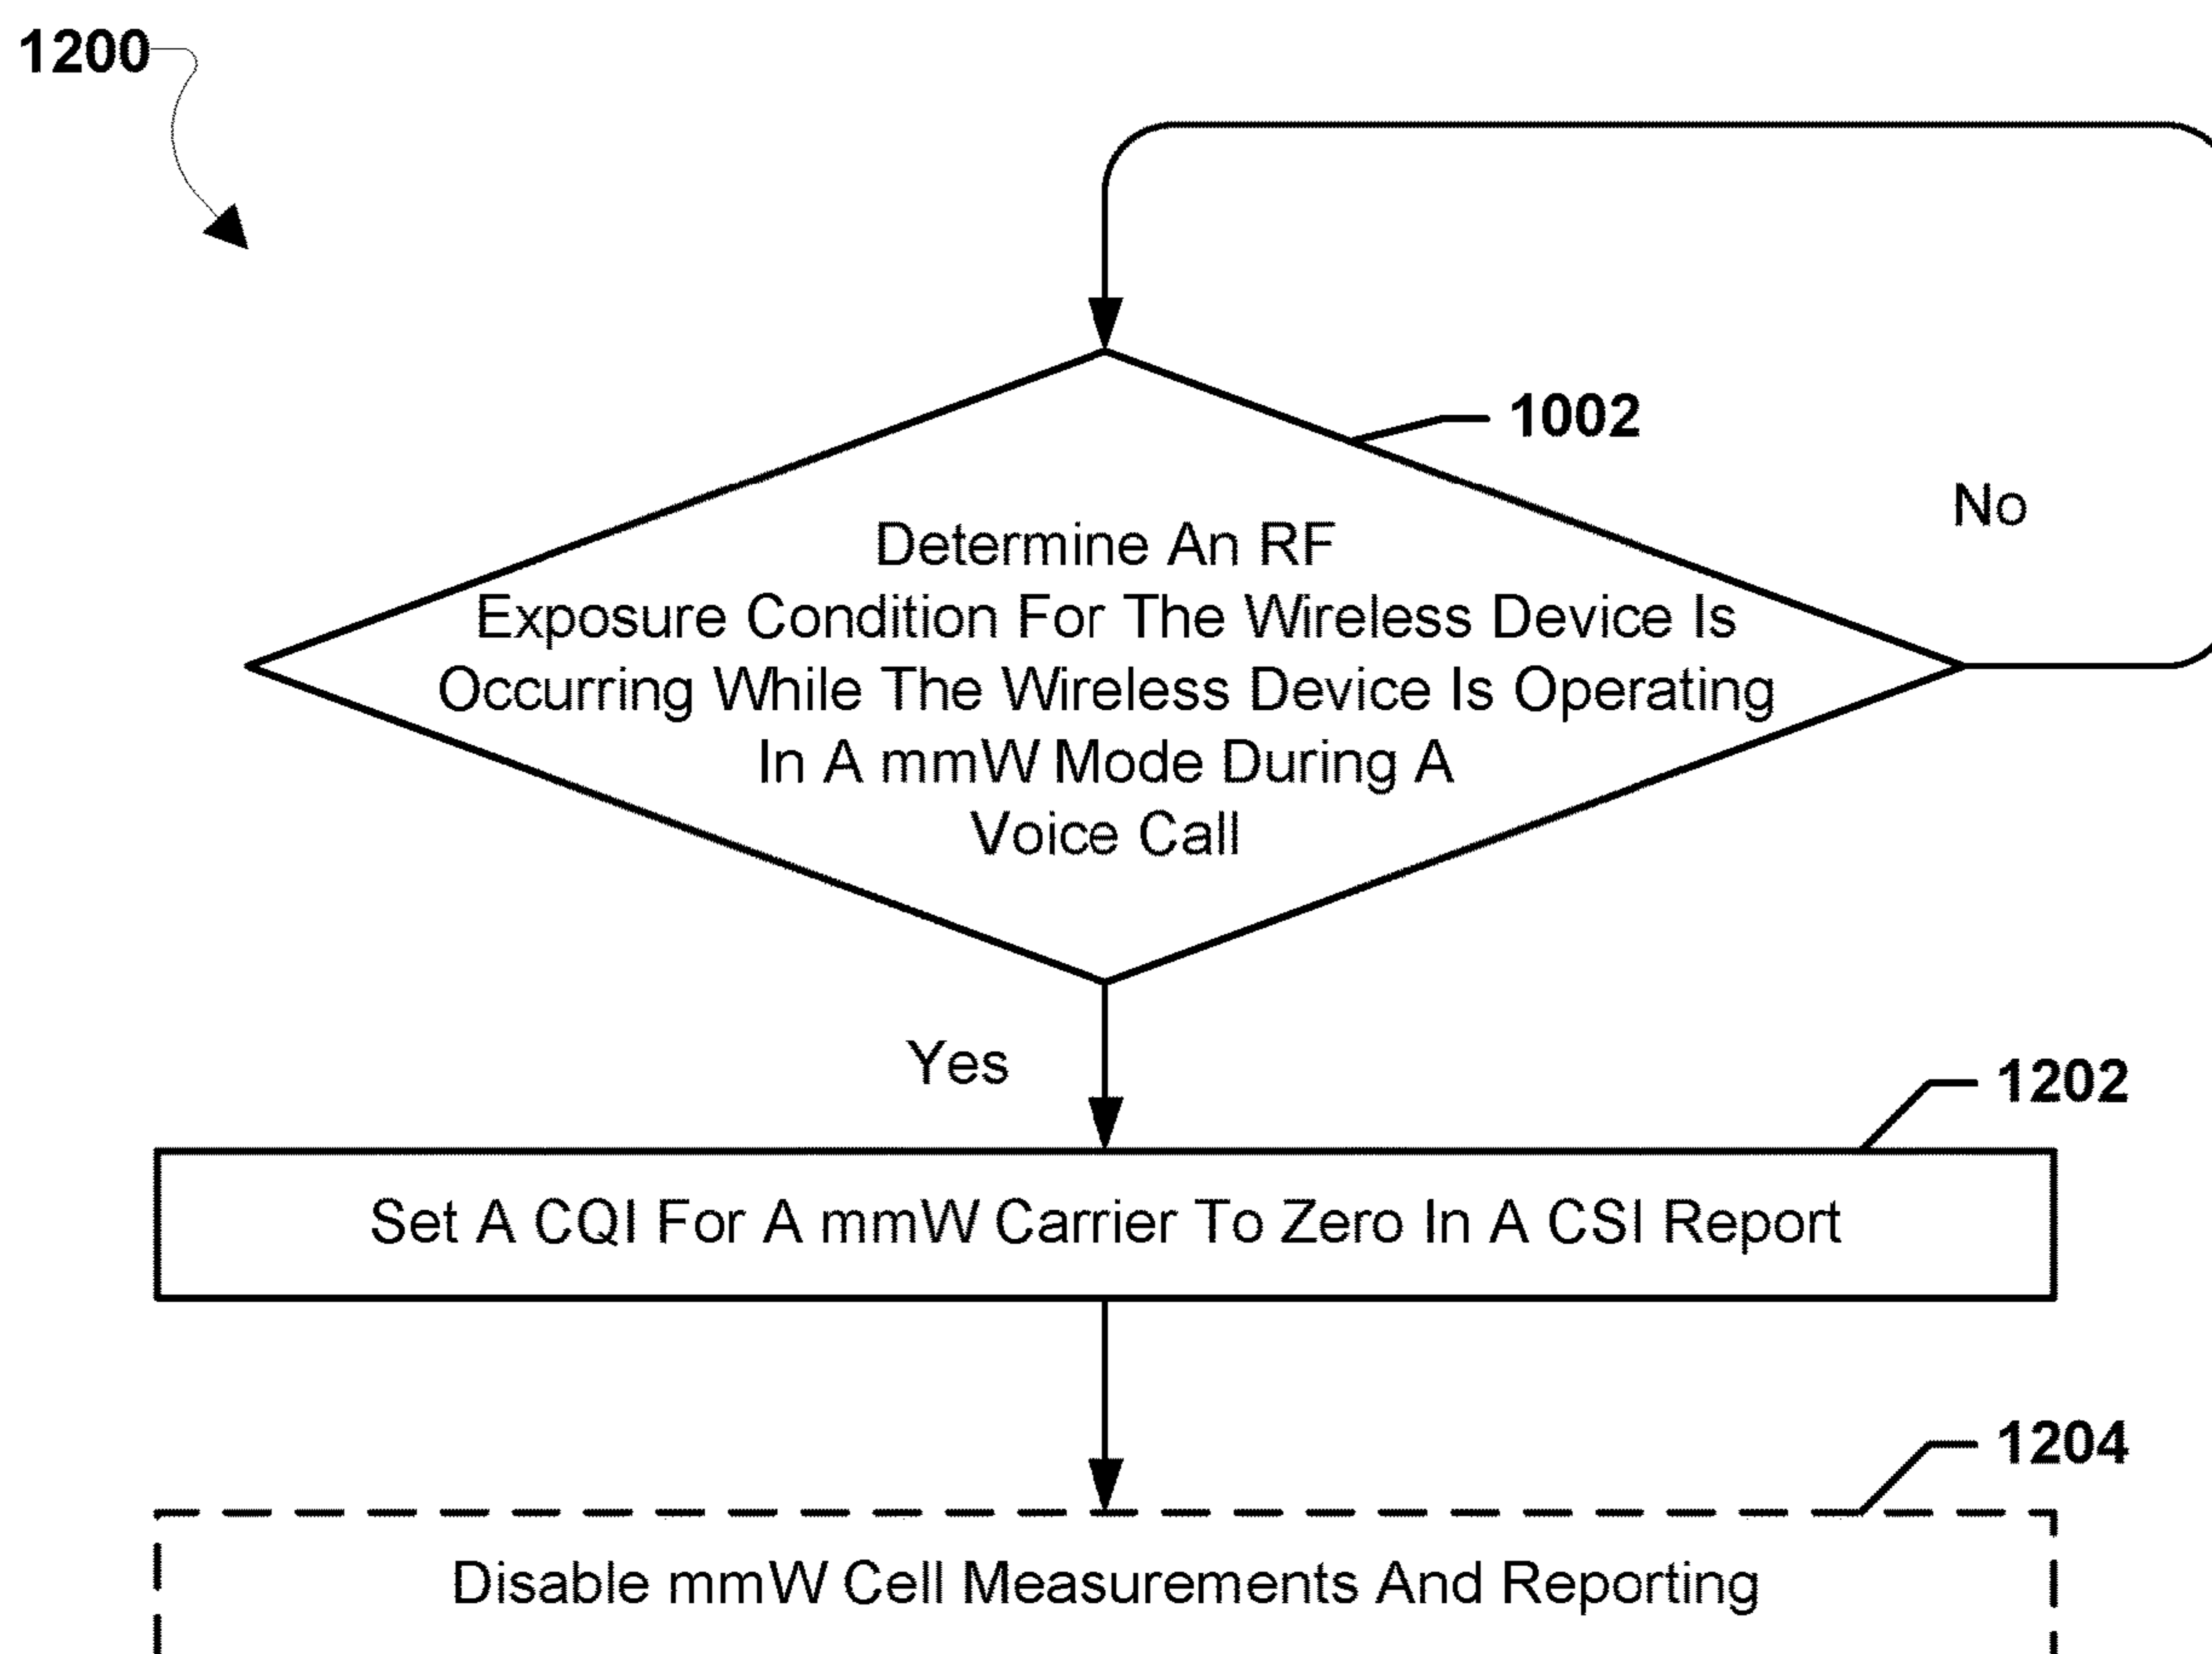 1200
1002
No
Determine An RF
Exposure Condition For The Wireless Device Is
Occurring While The Wireless Device Is Operating
In A mmW Mode During A
Voice Call
Yes
1202
Set A CQI For A mmW Carrier To Zero In A CSI Report
1204
Disable mmW Cell Measurements And Reporting